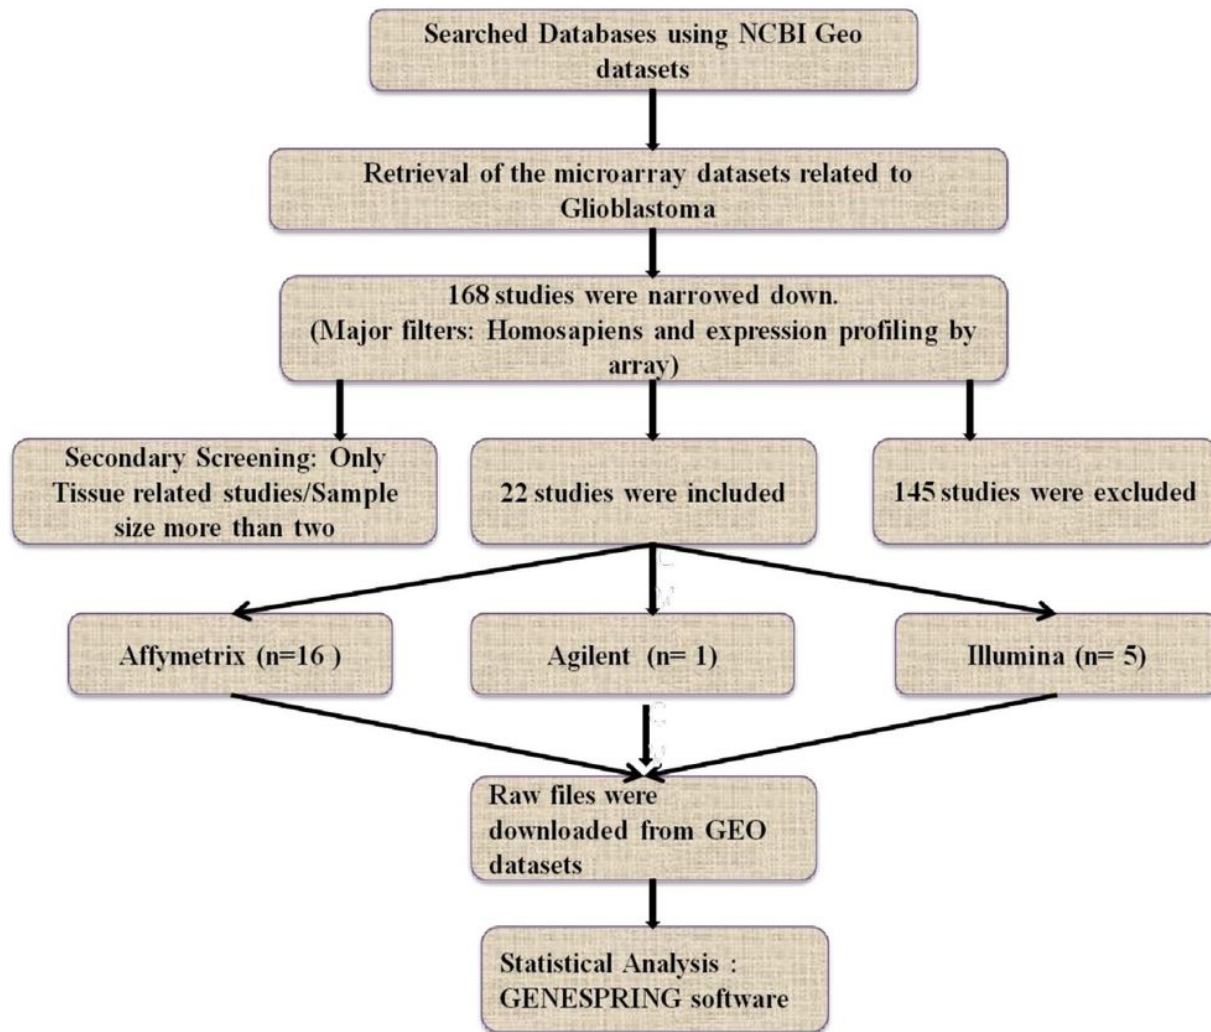 Searched Databases using NCBI Geo
datasets
Retrieval of the microarray datasets related to
Glioblastoma
168 studies were narrowed down.
(Major filters: Homosapiens and expression profiling by
array)
Secondary Screening: Only
Tissue related studies/Sample
size more than two
22 studies were included
145 studies were excluded
Affymetrix (n=16 )
Agilent (n= 1)
Illumina (n= 5)
Raw files were
downloaded from GEO
datasets
Statistical Analysis :
GENESPRING software